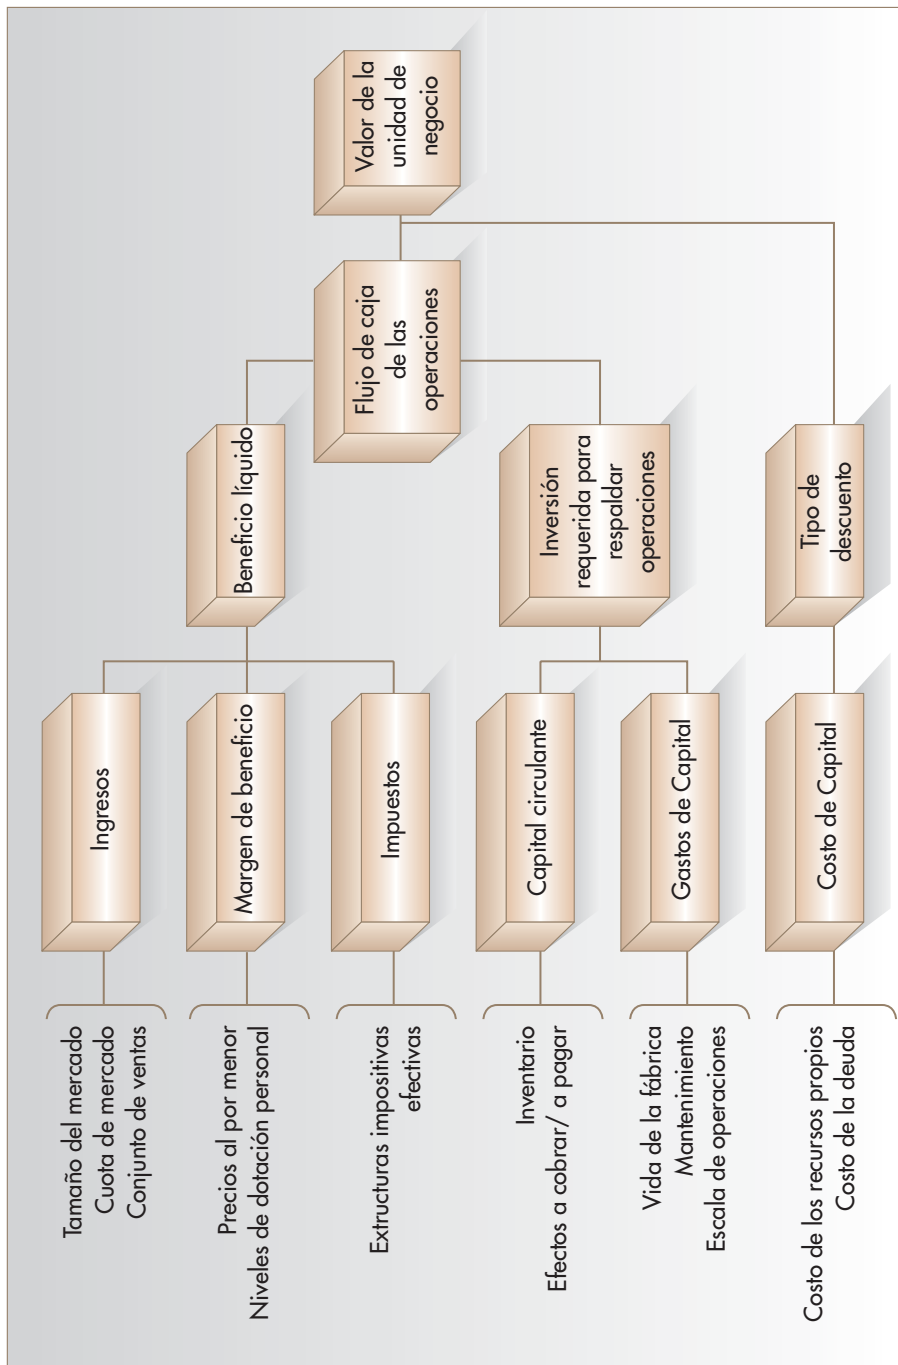 Tamaño del mercado
Cuota de mercado
Conjunto de ventas
Precios al por menor
Niveles de dotación personal
Extructuras impositivas
efectivas
Inventario
Efectos a cobrar/ a pagar
Vida de la fábrica
Mantenimiento
Escala de operaciones
Costo de los recursos propios
Costo de la deuda
Ingresos
Margen de beneficio
Impuestos
Capital circulante
Gastos de Capital
Costo de Capital
Beneficio líquido
Inversión
requerida para
respaldar
operaciones
Tipo de
descuento
Flujo de caja
de las
operaciones
Valor de la
unidad de
negocio